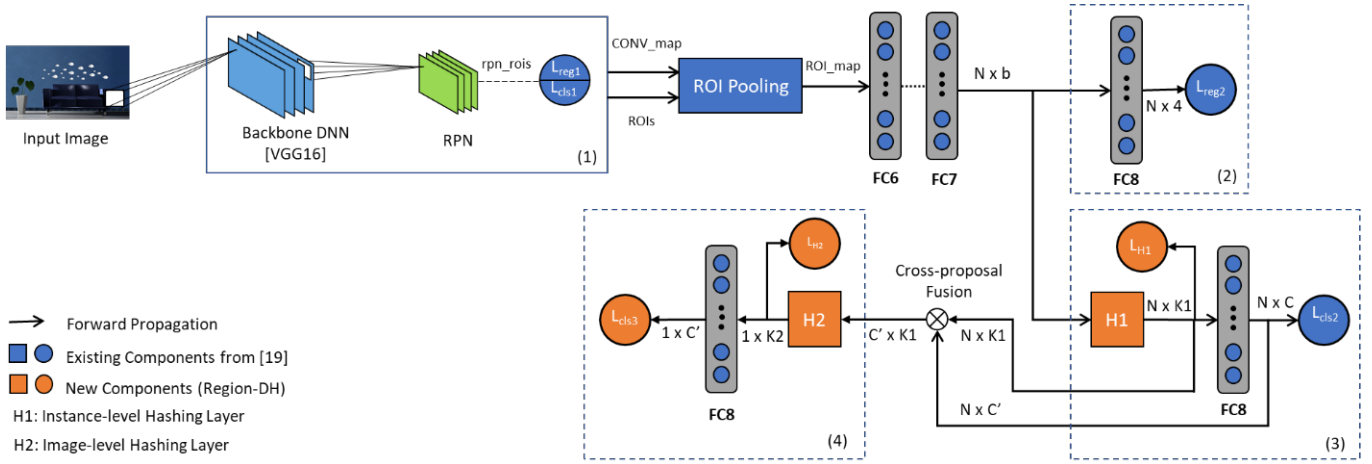 Input Image
Backbone DNN
[VGG16]
RPN
rpn_rois
L_reg1
L_cls1
(1)
CONV_map
ROIs
ROI Pooling
ROI_map
FC6
FC7
N x b
FC8
N x 4
L_reg2
(2)
L_H1
H1
N x K1
FC8
N x C
L_cls2
(3)
Cross-proposal
Fusion
N x K1
N x C'
C' x K1
L_H2
H2
1 x K2
FC8
1 x C'
L_cls3
(4)
Forward Propagation
Existing Components from [19]
New Components (Region-DH)
H1: Instance-level Hashing Layer
H2: Image-level Hashing Layer